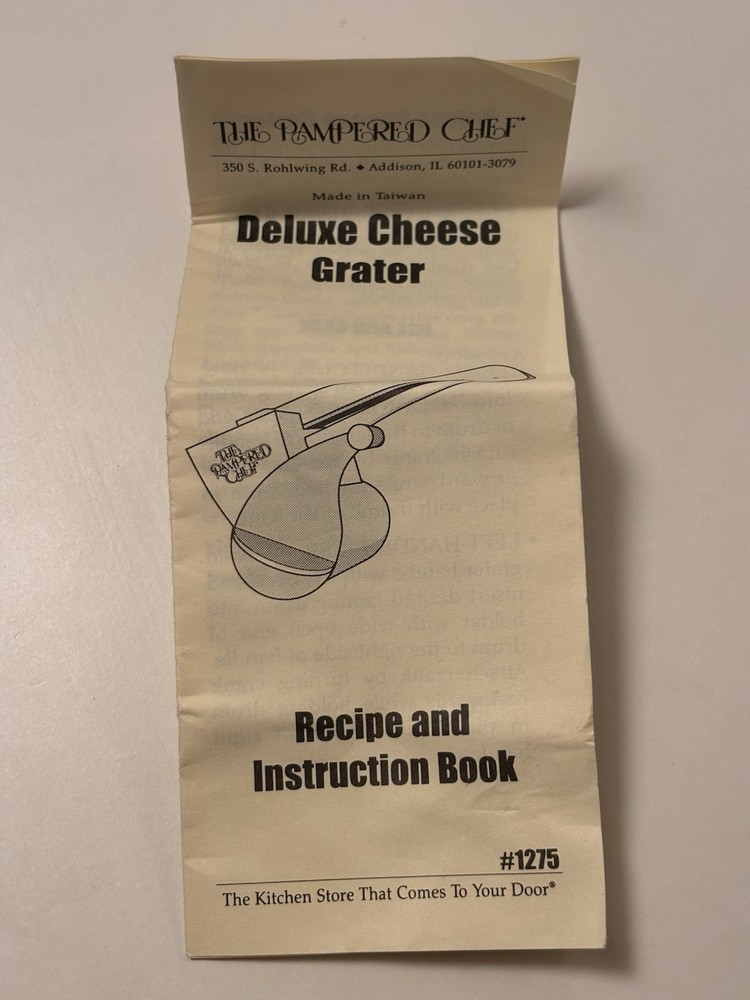 THE PAMPERED CHEF®
350 S. Rohlwing Rd. ◆ Addison, IL 60101-3079
Made in Taiwan
Deluxe Cheese
Grater
THE
PAMPERED
CHEF®
Recipe and
Instruction Book
#1275
The Kitchen Store That Comes To Your Door®